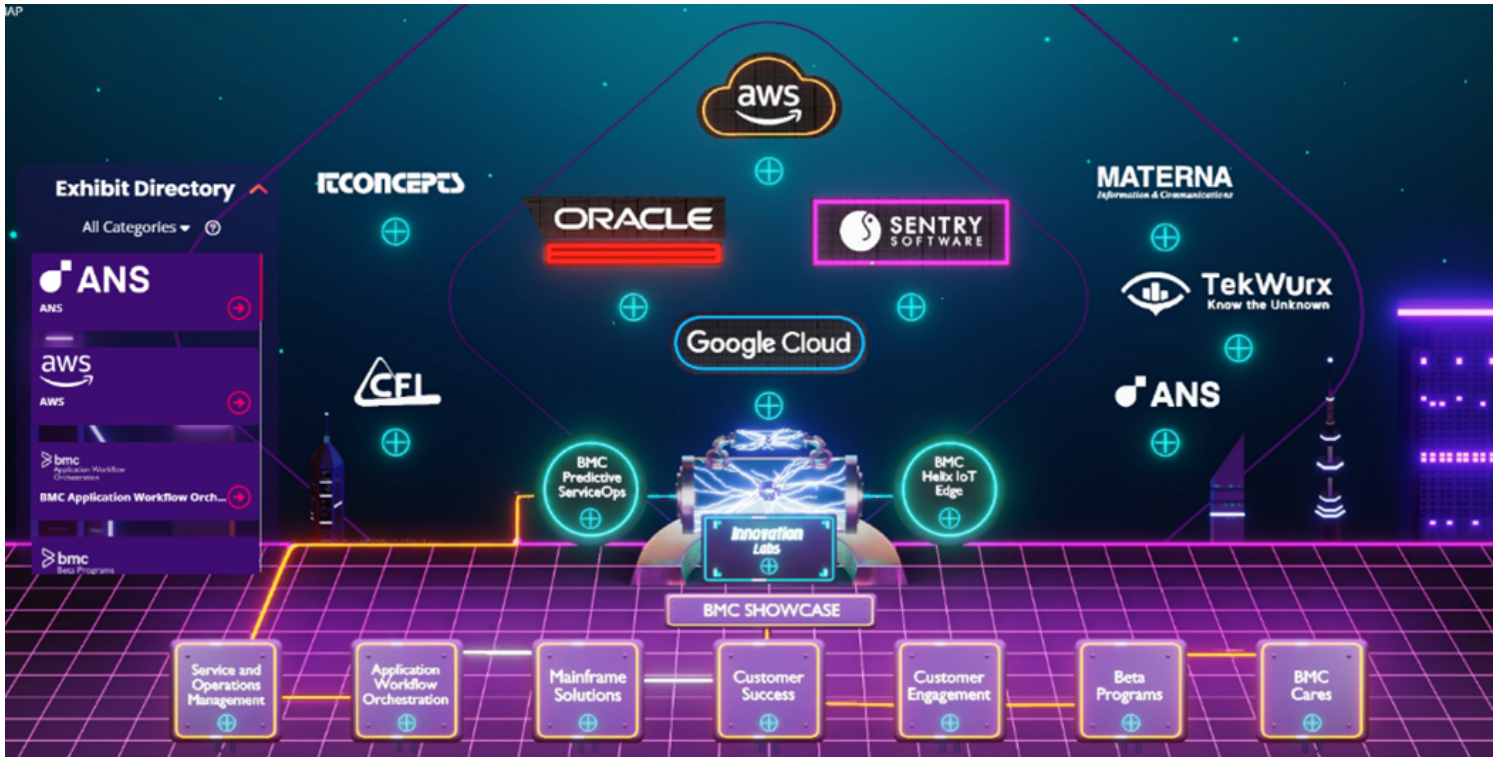 MAP
aws
Exhibit Directory
All Categories
?
ANS
ANS
aws
AWS
bmc
Application Workflow
Orchestration
BMC Application Workflow Orch...
bmc
Beta Programs
ITCONCEPTS
CFI
ORACLE
SENTRY
SOFTWARE
Google Cloud
MATERNA
Information & Communications
TekWurx
Know the Unknown
ANS
BMC
Predictive
ServiceOps
BMC
Helix IoT
Edge
Innovation
Labs
BMC SHOWCASE
Service and
Operations
Management
Application
Workflow
Orchestration
Mainframe
Solutions
Customer
Success
Customer
Engagement
Beta
Programs
BMC
Cares